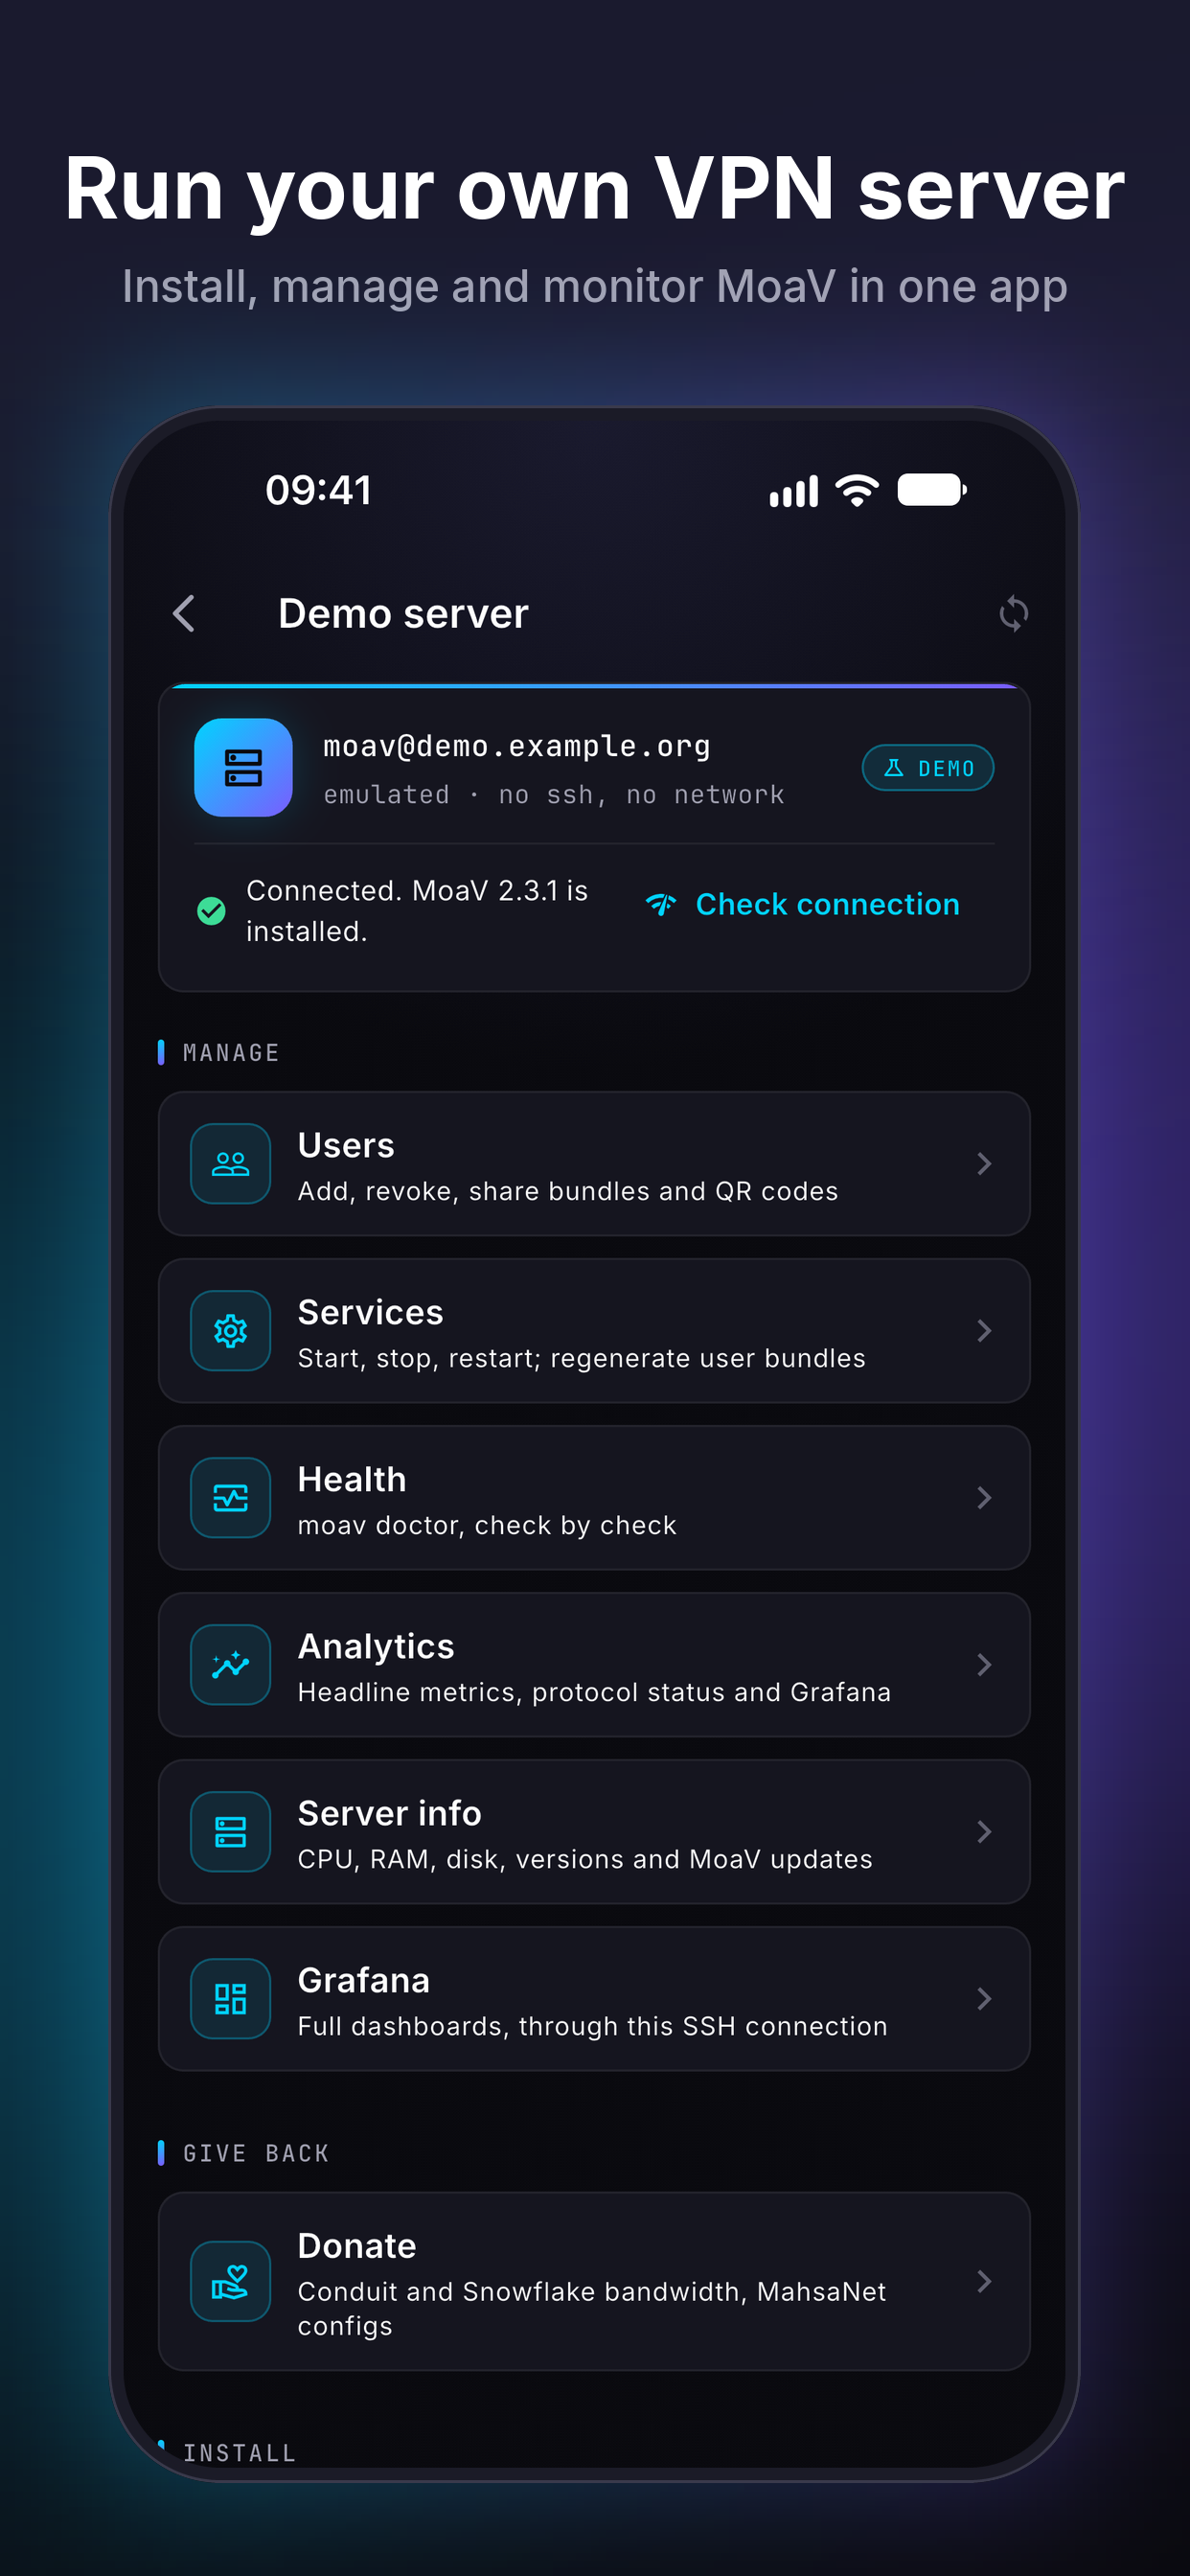 Run your own VPN server
Install, manage and monitor MoaV in one app
09:41
Demo server
moav@demo.example.org
emulated · no ssh, no network
DEMO
Connected. MoaV 2.3.1 is
installed.
Check connection
MANAGE
Users
Add, revoke, share bundles and QR codes
Services
Start, stop, restart; regenerate user bundles
Health
moav doctor, check by check
Analytics
Headline metrics, protocol status and Grafana
Server info
CPU, RAM, disk, versions and MoaV updates
Grafana
Full dashboards, through this SSH connection
GIVE BACK
Donate
Conduit and Snowflake bandwidth, MahsaNet
configs
INSTALL